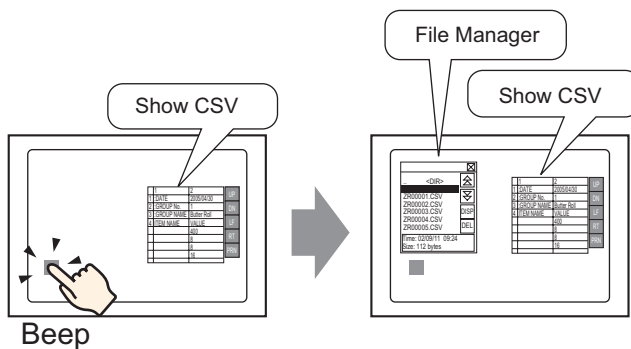 File Manager
Show CSV
Show CSV
1 2
1 DATE 2005/04/30
2 GROUP No. 1
3 GROUP NAME Butter Roll
4 ITEM NAME VALUE
400
8
8
16
UP
DN
LF
RT
PRN
<DIR>
ZR00001.CSV
ZR00002.CSV
ZR00003.CSV
ZR00004.CSV
ZR00005.CSV
DISP
DEL
Time: 02/09/11 09:24
Size: 112 bytes
1 2
1 DATE 2005/04/30
2 GROUP No. 1
3 GROUP NAME Butter Roll
4 ITEM NAME VALUE
400
8
8
16
UP
DN
LF
RT
PRN
Beep